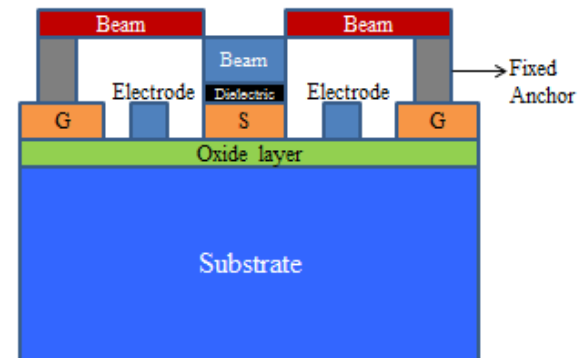 Beam Beam
Beam
Fixed
Anchor
Electrode Dielectric Electrode
G S G
Oxide layer
Substrate